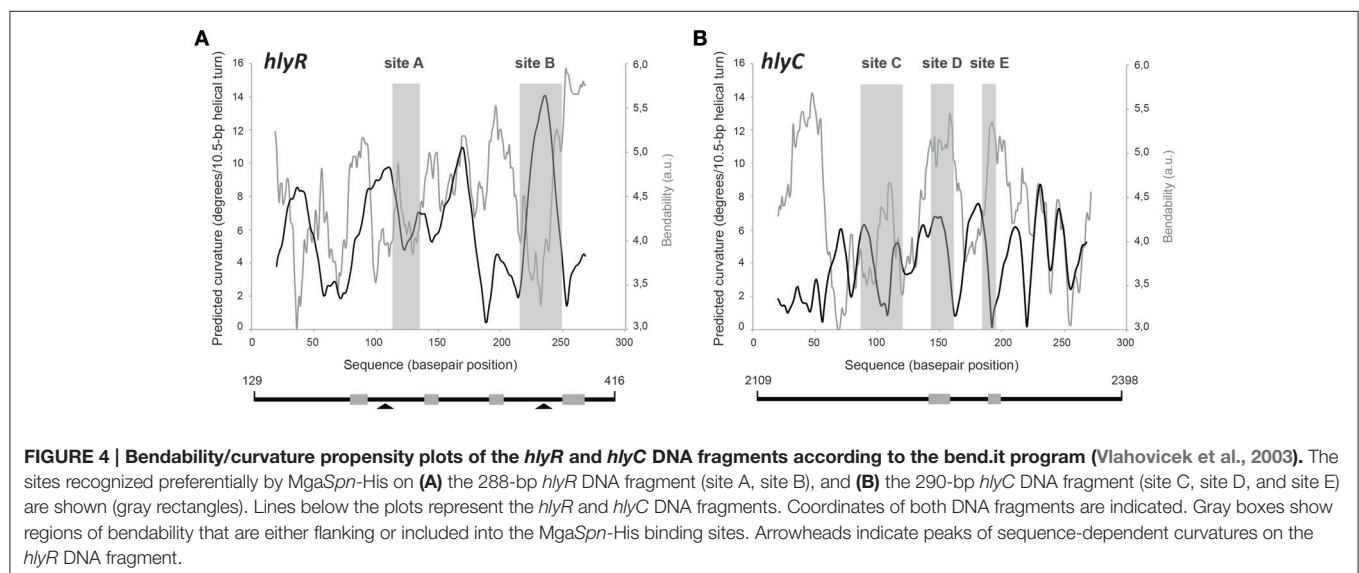 A
B
hlyR
hlyC
site A
site B
site C
site D
site E
Predicted curvature (degrees/10.5-bp helical turn)
16
14
12
10
8
6
4
2
0
6,0
5,5
5,0
4,5
4,0
3,5
3,0
Bendability (a.u.)
0
50
100
150
200
250
300
Sequence (basepair position)
129
416
Predicted curvature (degrees/10.5-bp helical turn)
16
14
12
10
8
6
4
2
0
6,0
5,5
5,0
4,5
4,0
3,5
3,0
Bendability (a.u.)
0
50
100
150
200
250
300
Sequence (basepair position)
2109
2398
FIGURE 4 | Bendability/curvature propensity plots of the hlyR and hlyC DNA fragments according to the bend.it program (Vlahovicek et al., 2003). The
sites recognized preferentially by MgaSpn-His on (A) the 288-bp hlyR DNA fragment (site A, site B), and (B) the 290-bp hlyC DNA fragment (site C, site D, and site E)
are shown (gray rectangles). Lines below the plots represent the hlyR and hlyC DNA fragments. Coordinates of both DNA fragments are indicated. Gray boxes show
regions of bendability that are either flanking or included into the MgaSpn-His binding sites. Arrowheads indicate peaks of sequence-dependent curvatures on the
hlyR DNA fragment.